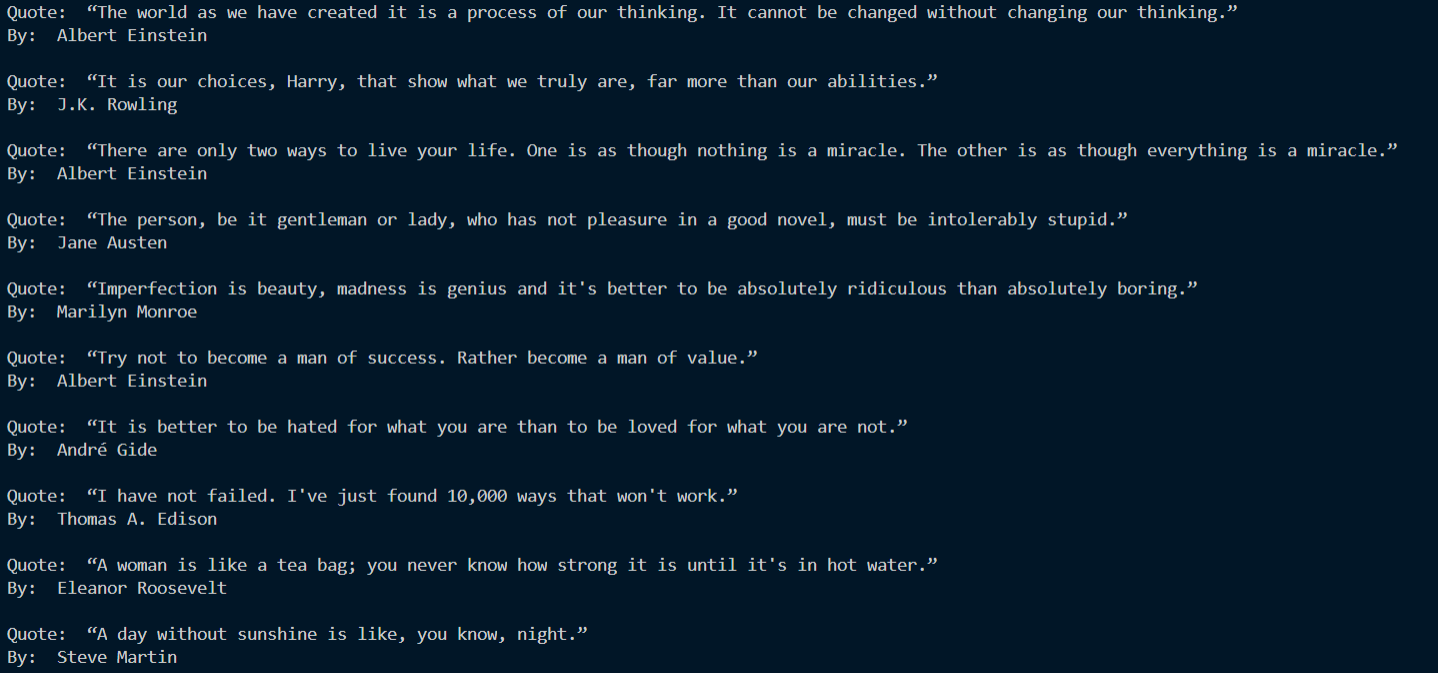 Quote:  “The world as we have created it is a process of our thinking. It cannot be changed without changing our thinking.”
By:  Albert Einstein
Quote:  “It is our choices, Harry, that show what we truly are, far more than our abilities.”
By:  J.K. Rowling
Quote:  “There are only two ways to live your life. One is as though nothing is a miracle. The other is as though everything is a miracle.”
By:  Albert Einstein
Quote:  “The person, be it gentleman or lady, who has not pleasure in a good novel, must be intolerably stupid.”
By:  Jane Austen
Quote:  “Imperfection is beauty, madness is genius and it's better to be absolutely ridiculous than absolutely boring.”
By:  Marilyn Monroe
Quote:  “Try not to become a man of success. Rather become a man of value.”
By:  Albert Einstein
Quote:  “It is better to be hated for what you are than to be loved for what you are not.”
By:  André Gide
Quote:  “I have not failed. I've just found 10,000 ways that won't work.”
By:  Thomas A. Edison
Quote:  “A woman is like a tea bag; you never know how strong it is until it's in hot water.”
By:  Eleanor Roosevelt
Quote:  “A day without sunshine is like, you know, night.”
By:  Steve Martin